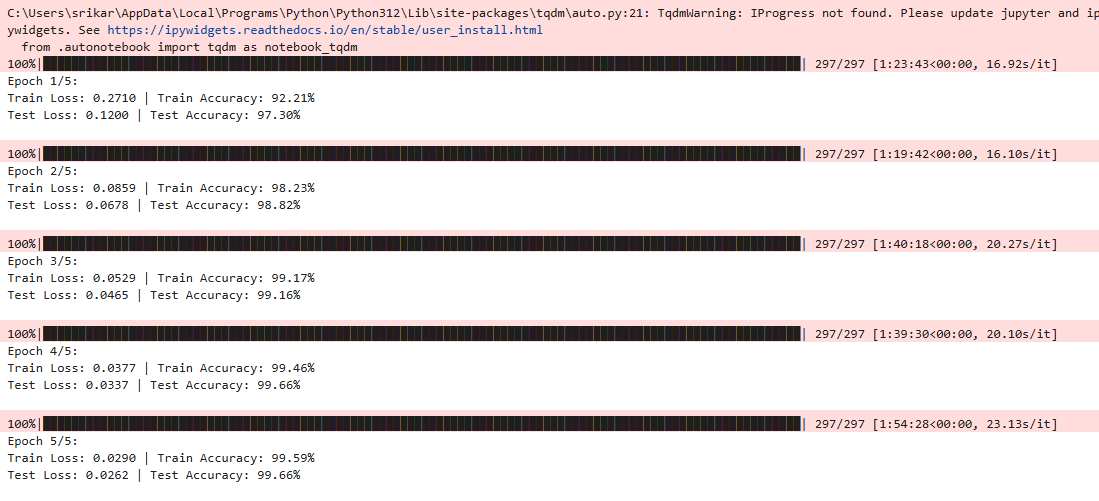 C:\Users\srikar\AppData\Local\Programs\Python\Python312\Lib\site-packages\tqdm\auto.py:21: TqdmWarning: IProgress not found. Please update jupyter and ip
ywidgets. See https://ipywidgets.readthedocs.io/en/stable/user_install.html
  from .autonotebook import tqdm as notebook_tqdm
100%|| 297/297 [1:23:43<00:00, 16.92s/it]
Epoch 1/5:
Train Loss: 0.2710 | Train Accuracy: 92.21%
Test Loss: 0.1200 | Test Accuracy: 97.30%
100%|| 297/297 [1:19:42<00:00, 16.10s/it]
Epoch 2/5:
Train Loss: 0.0859 | Train Accuracy: 98.23%
Test Loss: 0.0678 | Test Accuracy: 98.82%
100%|| 297/297 [1:40:18<00:00, 20.27s/it]
Epoch 3/5:
Train Loss: 0.0529 | Train Accuracy: 99.17%
Test Loss: 0.0465 | Test Accuracy: 99.16%
100%|| 297/297 [1:39:30<00:00, 20.10s/it]
Epoch 4/5:
Train Loss: 0.0377 | Train Accuracy: 99.46%
Test Loss: 0.0337 | Test Accuracy: 99.66%
100%|| 297/297 [1:54:28<00:00, 23.13s/it]
Epoch 5/5:
Train Loss: 0.0290 | Train Accuracy: 99.59%
Test Loss: 0.0262 | Test Accuracy: 99.66%